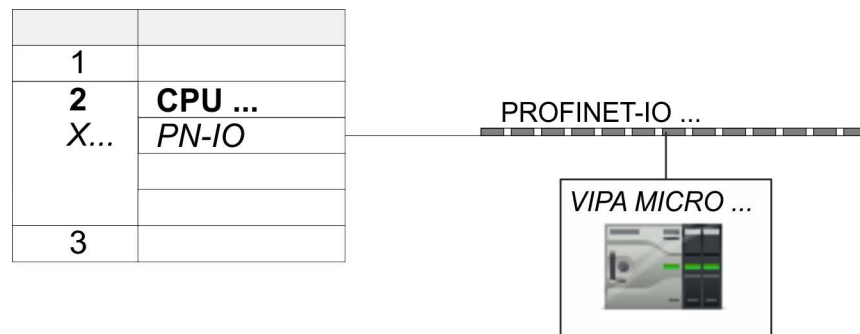 1
2 CPU ...
X... PN-IO
3
PROFINET-IO ...
VIPA MICRO ...